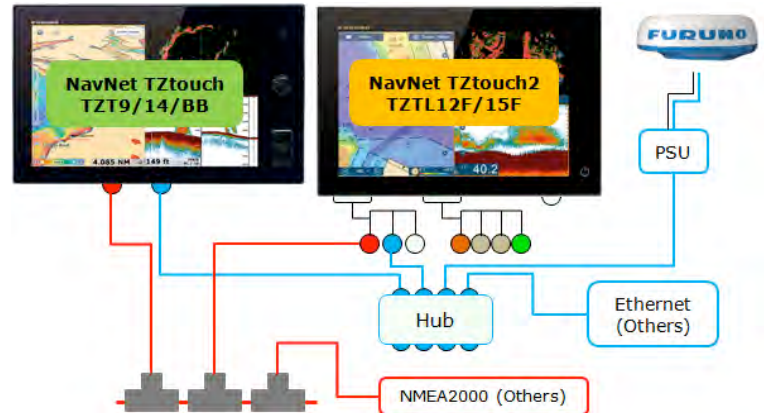 NavNet TZtouch
TZT9/14/BB
4.085 NM
149 ft
NavNet TZtouch2
TZTL12F/15F
40.2
FURUNO
PSU
Hub
Ethernet
(Others)
NMEA2000 (Others)